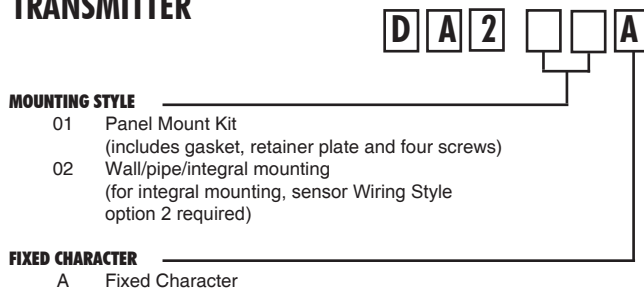 TRANSMITTER
D A 2 A
MOUNTING STYLE
01 Panel Mount Kit
(includes gasket, retainer plate and four screws)
02 Wall/pipe/integral mounting
(for integral mounting, sensor Wiring Style
option 2 required)
FIXED CHARACTER
A Fixed Character